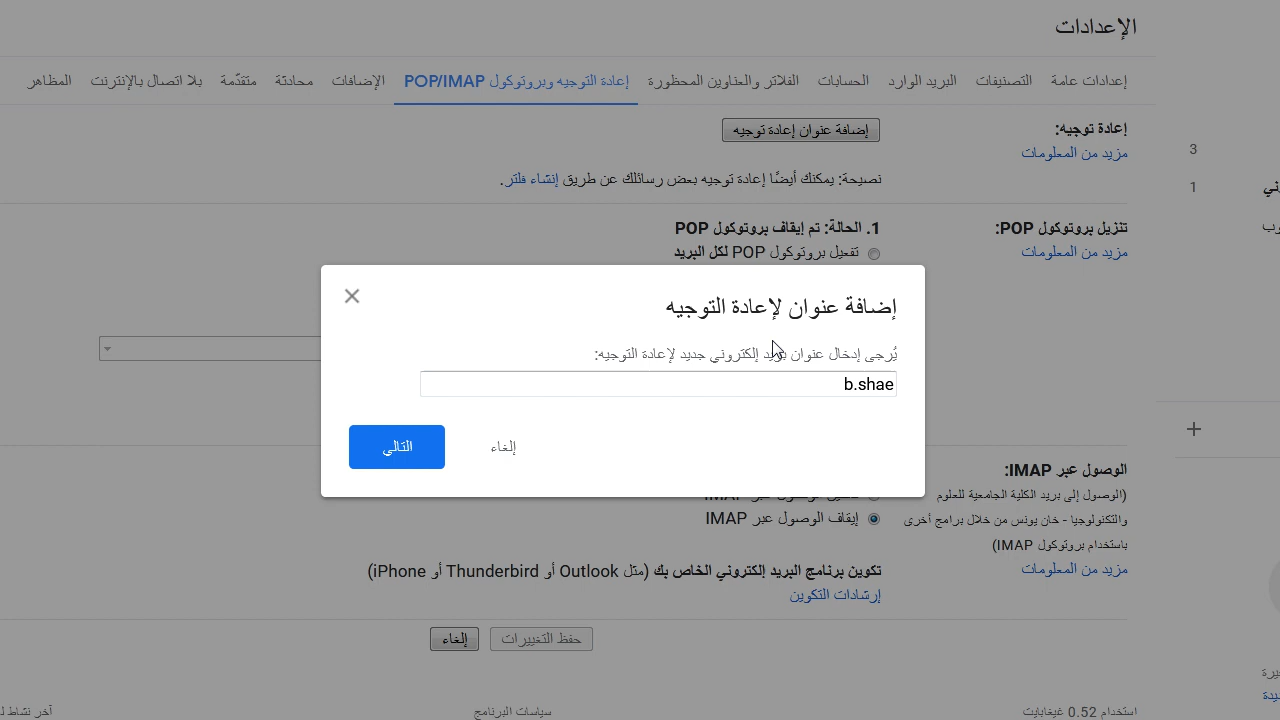 الإعدادات
إعدادات عامة التصنيفات البريد الوارد الحسابات الفلاتر والعناوين المحظورة إعادة التوجيه وبروتوكول POP/IMAP الإضافات محادثة متقدّمة بلا اتصال بالإنترنت المظاهر
إعادة توجيه:
مزيد من المعلومات
إضافة عنوان إعادة توجيه
نصيحة: يمكنك أيضًا إعادة توجيه بعض رسائلك عن طريق إنشاء فلتر.
3
1
تنزيل بروتوكول POP:
مزيد من المعلومات
1. الحالة: تم إيقاف بروتوكول POP
تفعيل بروتوكول POP لكل البريد
إضافة عنوان لإعادة التوجيه
يُرجى إدخال عنوان بريد إلكتروني جديد لإعادة التوجيه:
b.shae
إلغاء
التالي
الوصول عبر IMAP:
(الوصول إلى بريد الكلية الجامعية للعلوم
والتكنولوجيا - خان يونس من خلال برامج أخرى
باستخدام بروتوكول IMAP)
مزيد من المعلومات
إيقاف الوصول عبر IMAP
تكوين برنامج البريد إلكتروني الخاص بك (مثل Outlook أو Thunderbird أو iPhone)
إرشادات التكوين
حفظ التغييرات
إلغاء
استخدام 0.52 غيغابايت
سياسات البرنامج
آخر نشاط